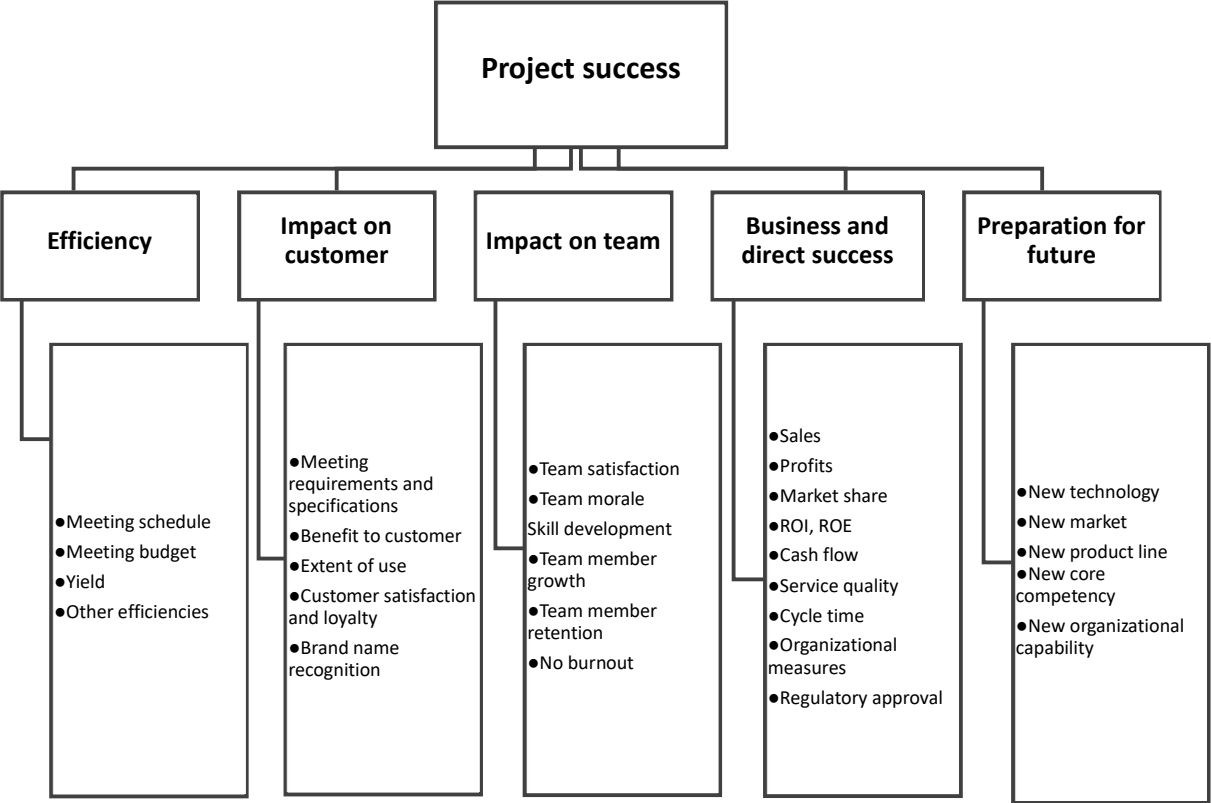 Project success
Efficiency
Impact on
customer
Impact on team
Business and
direct success
Preparation for
future
●Meeting schedule
●Meeting budget
●Yield
●Other efficiencies
●Meeting
requirements and
specifications
●Benefit to customer
●Extent of use
●Customer satisfaction
and loyalty
●Brand name
recognition
●Team satisfaction
●Team morale
Skill development
●Team member
growth
●Team member
retention
●No burnout
●Sales
●Profits
●Market share
●ROI, ROE
●Cash flow
●Service quality
●Cycle time
●Organizational
measures
●Regulatory approval
●New technology
●New market
●New product line
●New core
competency
●New organizational
capability